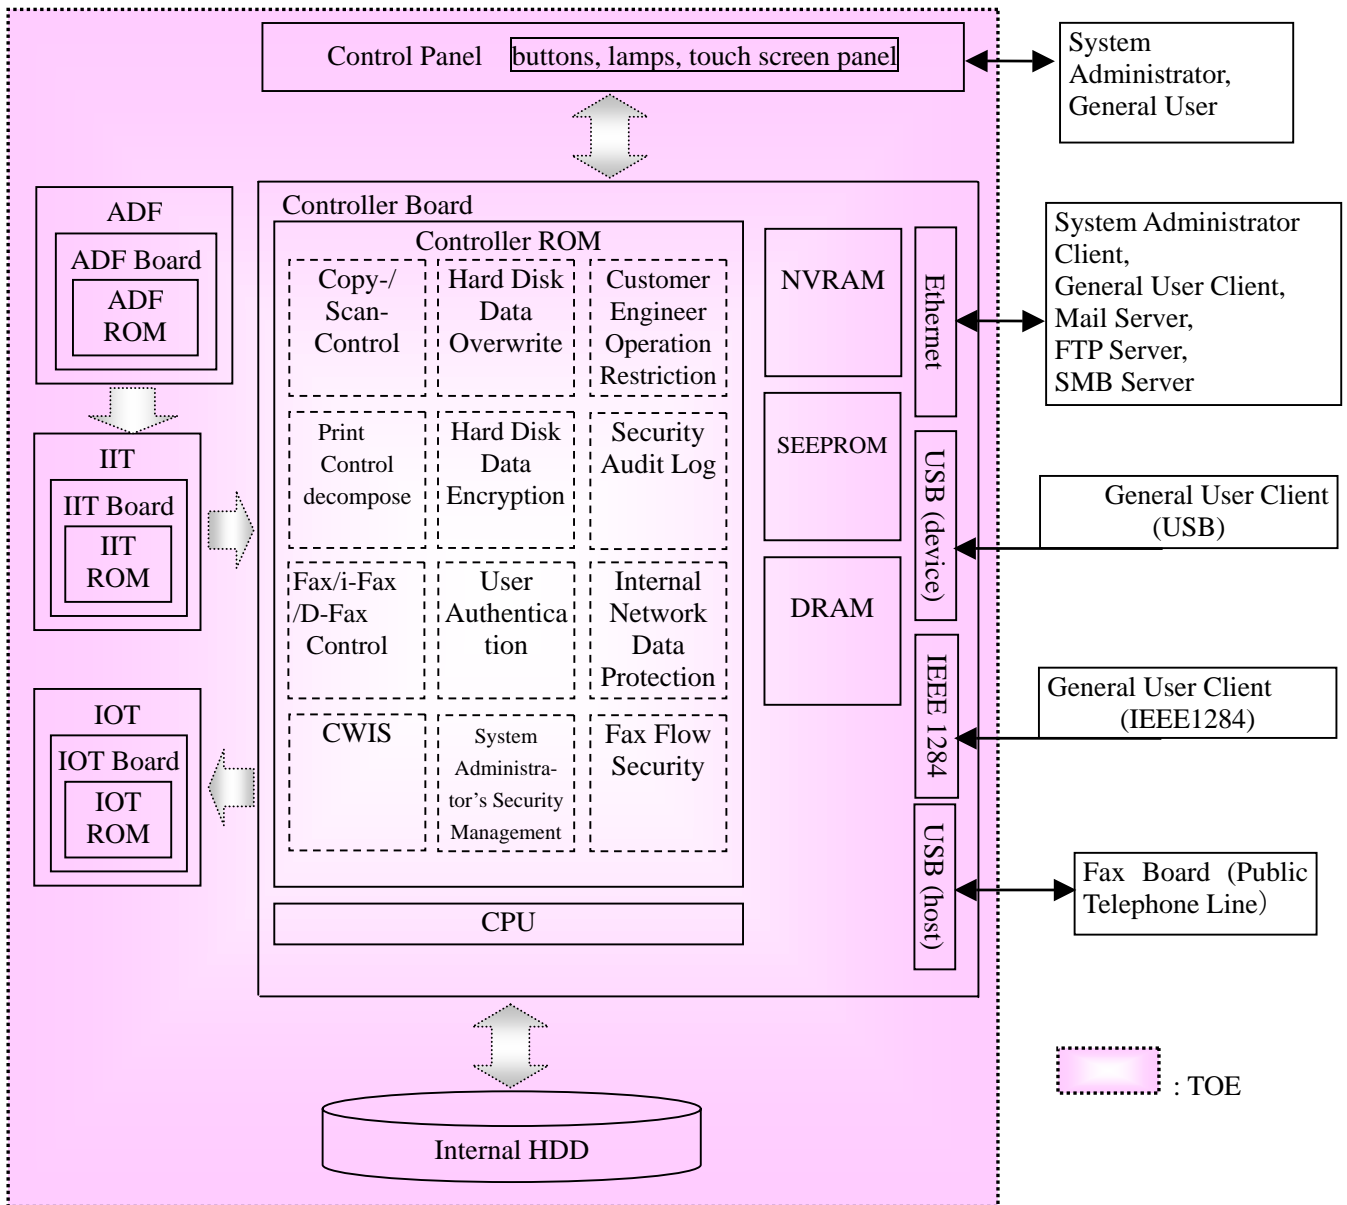 Control Panel buttons, lamps, touch screen panel
System
Administrator,
General User
ADF
ADF Board
ADF
ROM
IIT
IIT Board
IIT
ROM
IOT
IOT Board
IOT
ROM
Controller Board
Controller ROM
Copy-/
Scan-
Control
Hard Disk
Data
Overwrite
Customer
Engineer
Operation
Restriction
Print
Control
decompose
Hard Disk
Data
Encryption
Security
Audit Log
Fax/i-Fax
/D-Fax
Control
User
Authentica
tion
Internal
Network
Data
Protection
CWIS
System
Administra-
tor’s Security
Management
Fax Flow
Security
CPU
NVRAM
SEEPROM
DRAM
Ethernet
USB (device)
IEEE 1284
USB (host)
System Administrator
Client,
General User Client,
Mail Server,
FTP Server,
SMB Server
General User Client
(USB)
General User Client
(IEEE1284)
Fax Board (Public
Telephone Line）
Internal HDD
: TOE